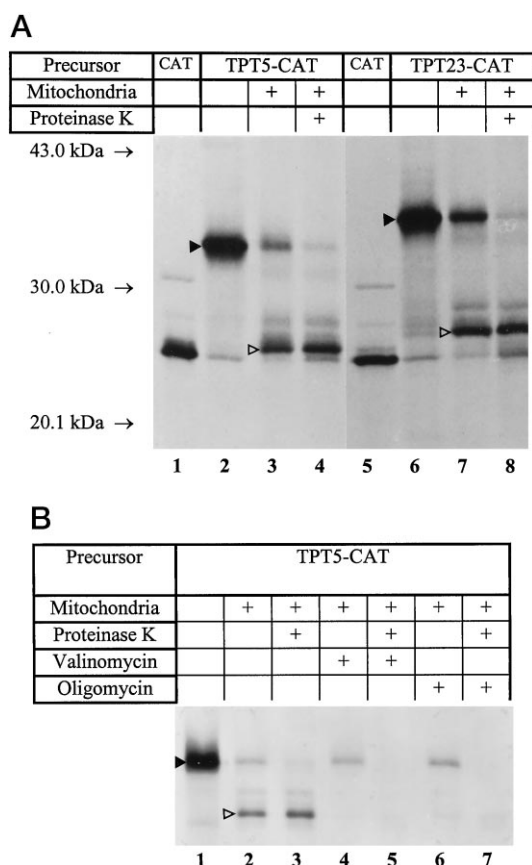 A
Precursor CAT TPT5-CAT CAT TPT23-CAT
Mitochondria + + + +
Proteinase K + +
43.0 kDa →
30.0 kDa →
20.1 kDa →
1 2 3 4 5 6 7 8
B
Precursor TPT5-CAT
Mitochondria + + + + + +
Proteinase K + + +
Valinomycin + +
Oligomycin + +
1 2 3 4 5 6 7